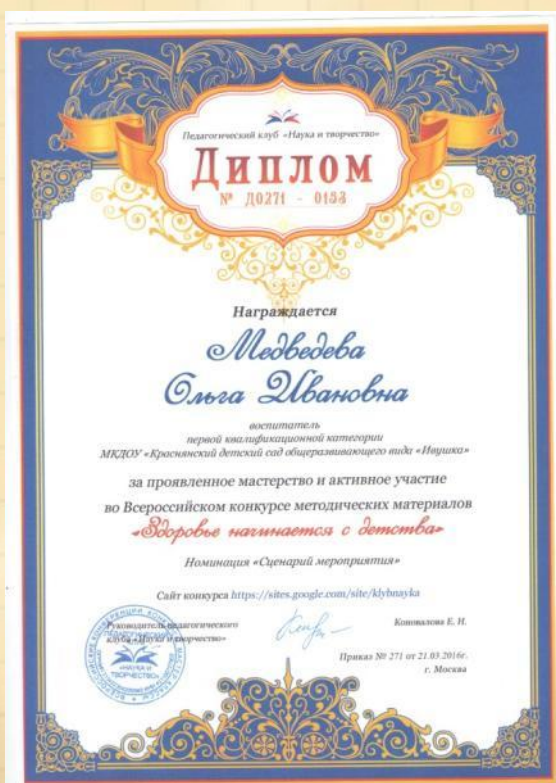 Педагогический клуб «Наука и творчество»
Диплом
№ Д0271 - 0153
Награждается
Медведева
Ольга Ивановна
воспитатель
первой квалификационной категории
МКДОУ «Краснянский детский сад общеразвивающего вида «Ивушка»
за проявленное мастерство и активное участие
во Всероссийском конкурсе методических материалов
«Здоровье начинается с детства»
Номинация «Сценарий мероприятия»
Сайт конкурса https://sites.google.com/site/klybnayka
Руководитель педагогического
клуба «Наука и творчество»
Коновалова Е. И.
Приказ № 271 от 21.03.2016г.
г. Москва
ПЕДАГОГИЧЕСКИЙ
«НАУКА И
ТВОРЧЕСТВО»